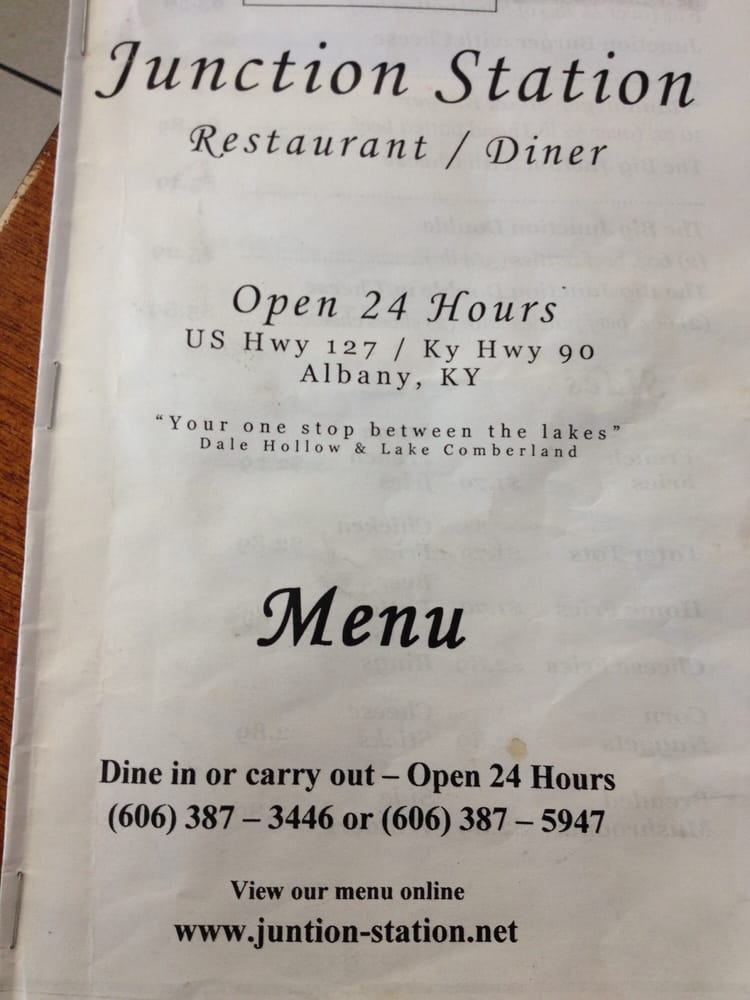 Junction Station
Restaurant / Diner
Open 24 Hours
US Hwy 127 / Ky Hwy 90
Albany, KY
“Your one stop between the lakes”
Dale Hollow & Lake Comberland
Menu
Dine in or carry out – Open 24 Hours
(606) 387 – 3446 or (606) 387 – 5947
View our menu online
www.juntion-station.net